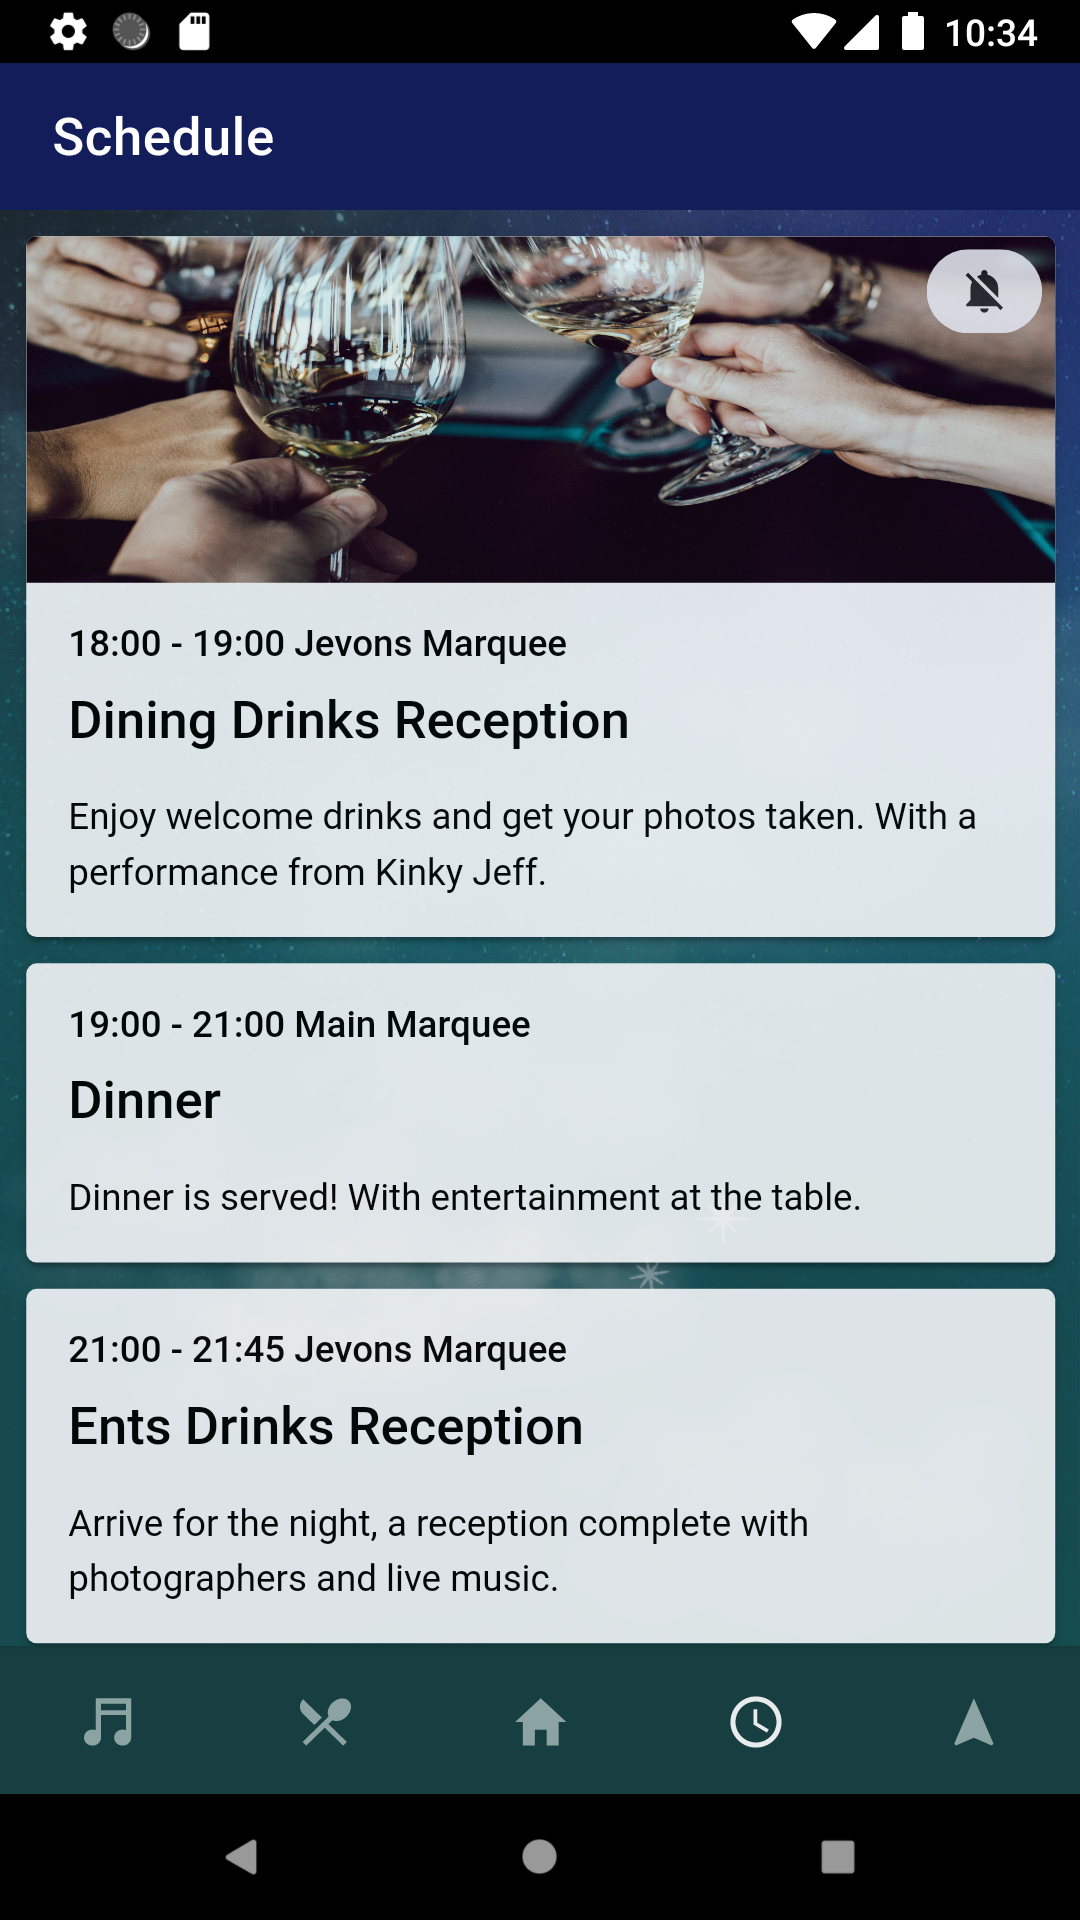 10:34
Schedule
18:00 - 19:00 Jevons Marquee
Dining Drinks Reception
Enjoy welcome drinks and get your photos taken. With a
performance from Kinky Jeff.
19:00 - 21:00 Main Marquee
Dinner
Dinner is served! With entertainment at the table.
21:00 - 21:45 Jevons Marquee
Ents Drinks Reception
Arrive for the night, a reception complete with
photographers and live music.